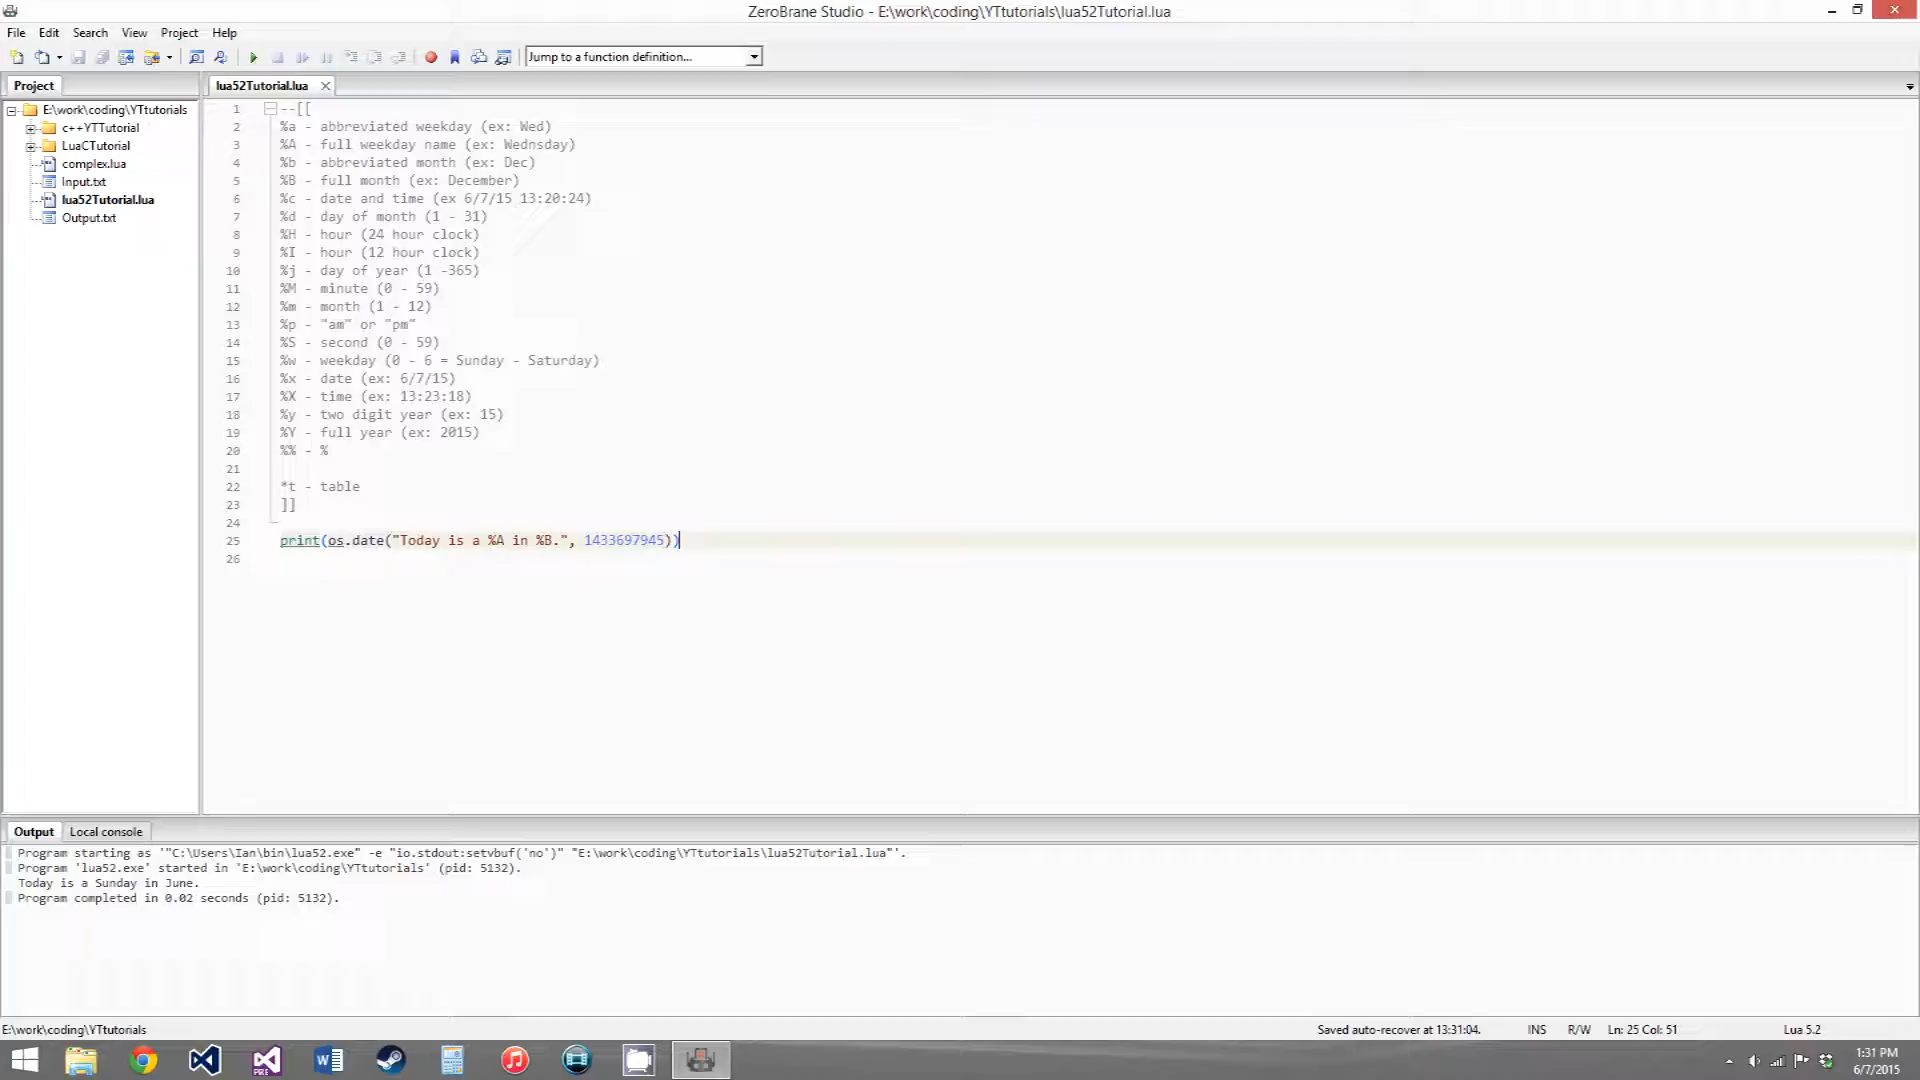 ZeroBrane Studio - E:\work\coding\YTtutorials\lua52Tutorial.lua
File Edit Search View Project Help
Jump to a function definition...
Project
lua52Tutorial.lua
E:\work\coding\YTtutorials
c++YTTutorial
LuaCTutorial
complex.lua
Input.txt
lua52Tutorial.lua
Output.txt
1 --[[
2 %a - abbreviated weekday (ex: Wed)
3 %A - full weekday name (ex: Wednsday)
4 %b - abbreviated month (ex: Dec)
5 %B - full month (ex: December)
6 %c - date and time (ex 6/7/15 13:20:24)
7 %d - day of month (1 - 31)
8 %H - hour (24 hour clock)
9 %I - hour (12 hour clock)
10 %j - day of year (1 -365)
11 %M - minute (0 - 59)
12 %m - month (1 - 12)
13 %p - "am" or "pm"
14 %S - second (0 - 59)
15 %w - weekday (0 - 6 = Sunday - Saturday)
16 %x - date (ex: 6/7/15)
17 %X - time (ex: 13:23:18)
18 %y - two digit year (ex: 15)
19 %Y - full year (ex: 2015)
20 %% - %
21
22 *t - table
23 ]]
24
25 print(os.date("Today is a %A in %B.", 1433697945))
26
Output Local console
Program starting as '"C:\Users\Ian\bin\lua52.exe" -e "io.stdout:setvbuf('no')" "E:\work\coding\YTtutorials\lua52Tutorial.lua"'.
Program 'lua52.exe' started in 'E:\work\coding\YTtutorials' (pid: 5132).
Today is a Sunday in June.
Program completed in 0.02 seconds (pid: 5132).
E:\work\coding\YTtutorials Saved auto-recover at 13:31:04. INS R/W Ln: 25 Col: 51 Lua 5.2
PRE
1:31 PM
6/7/2015